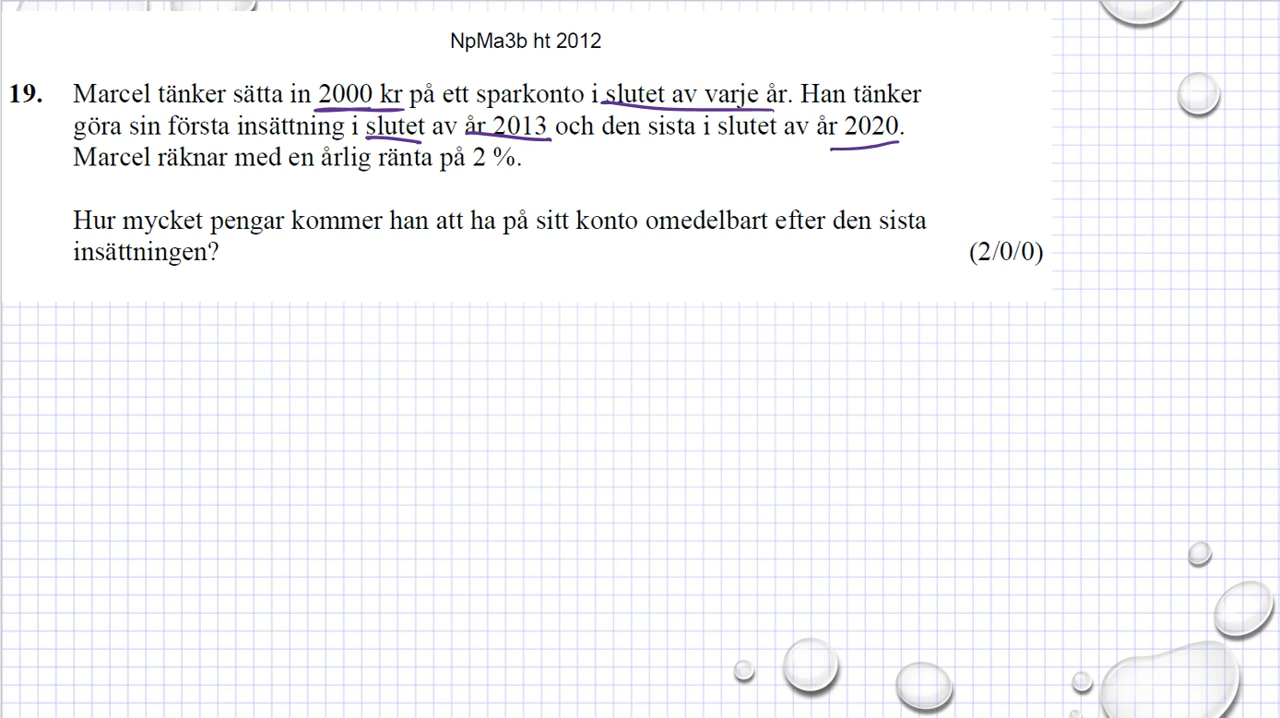 NpMa3b ht 2012
19. Marcel tänker sätta in 2000 kr på ett sparkonto i slutet av varje år. Han tänker
göra sin första insättning i slutet av år 2013 och den sista i slutet av år 2020.
Marcel räknar med en årlig ränta på 2 %.
Hur mycket pengar kommer han att ha på sitt konto omedelbart efter den sista
insättningen? (2/0/0)